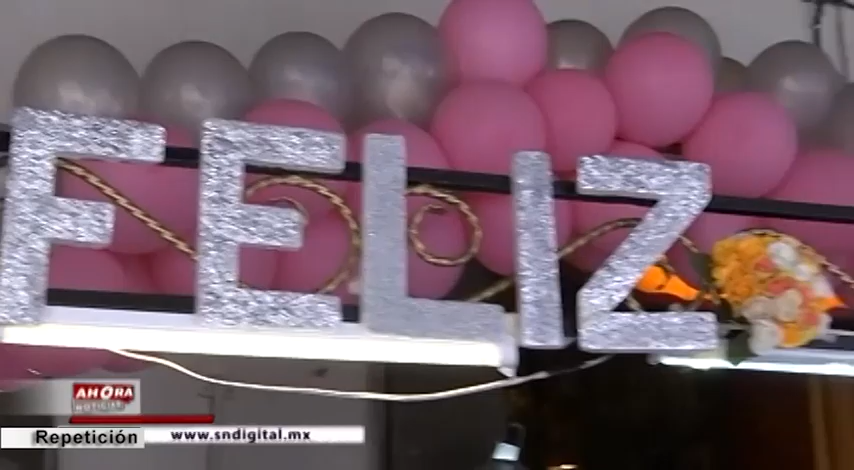 FELIZ
AHORA
NOTICIAS
Repetición
www.sndigital.mx